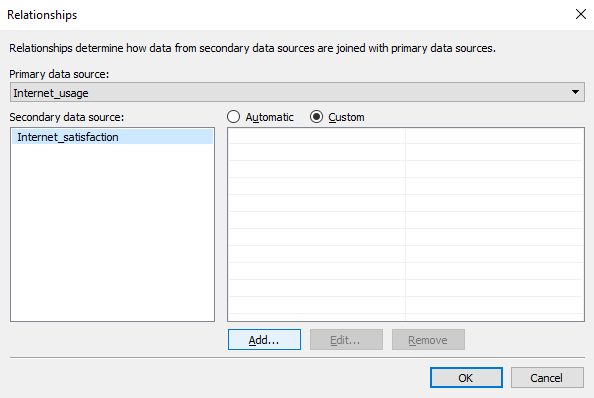 Relationships
Relationships determine how data from secondary data sources are joined with primary data sources.
Primary data source:
Internet_usage
Secondary data source:
Automatic
Custom
Internet_satisfaction
Add...
Edit...
Remove
OK
Cancel